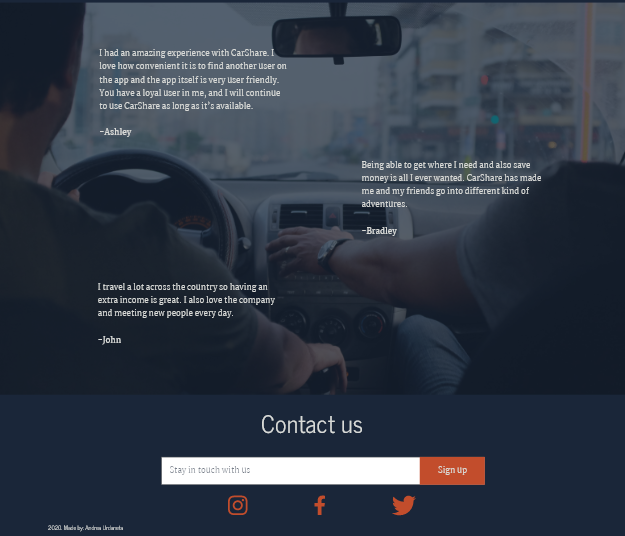 I had an amazing experience with CarShare. I
love how convenient it is to find another user on
the app and the app itself is very user friendly.
You have a loyal user in me, and I will continue
to use CarShare as long as it's available.
-Ashley
Being able to get where I need and also save
money is all I ever wanted. CarShare has made
me and my friends go into different kind of
adventures.
-Bradley
I travel a lot across the country so having an
extra income is great. I also love the company
and meeting new people every day.
-John
Contact us
Stay in touch with us
Sign up
2020. Made by: Andrea Urdaneta